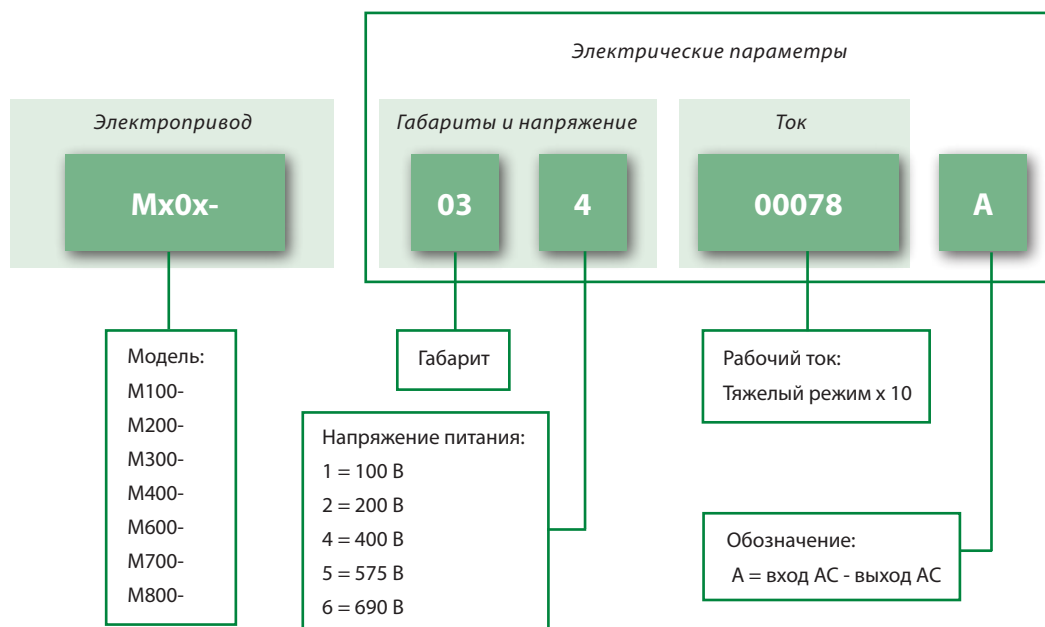 Электрические параметры
Электропривод
Габариты и напряжение
Ток
Mx0x-
03
4
00078
A
Модель:
M100-
M200-
M300-
M400-
M600-
M700-
M800-
Габарит
Напряжение питания:
1 = 100 В
2 = 200 В
4 = 400 В
5 = 575 В
6 = 690 В
Рабочий ток:
Тяжелый режим x 10
Обозначение:
A = вход AC - выход AC